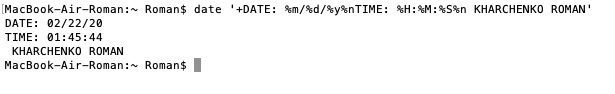 MacBook-Air-Roman:~ Roman$ date '+DATE: %m/%d/%y%nTIME: %H:%M:%S%n KHARCHENKO ROMAN'
DATE: 02/22/20
TIME: 01:45:44
 KHARCHENKO ROMAN
MacBook-Air-Roman:~ Roman$